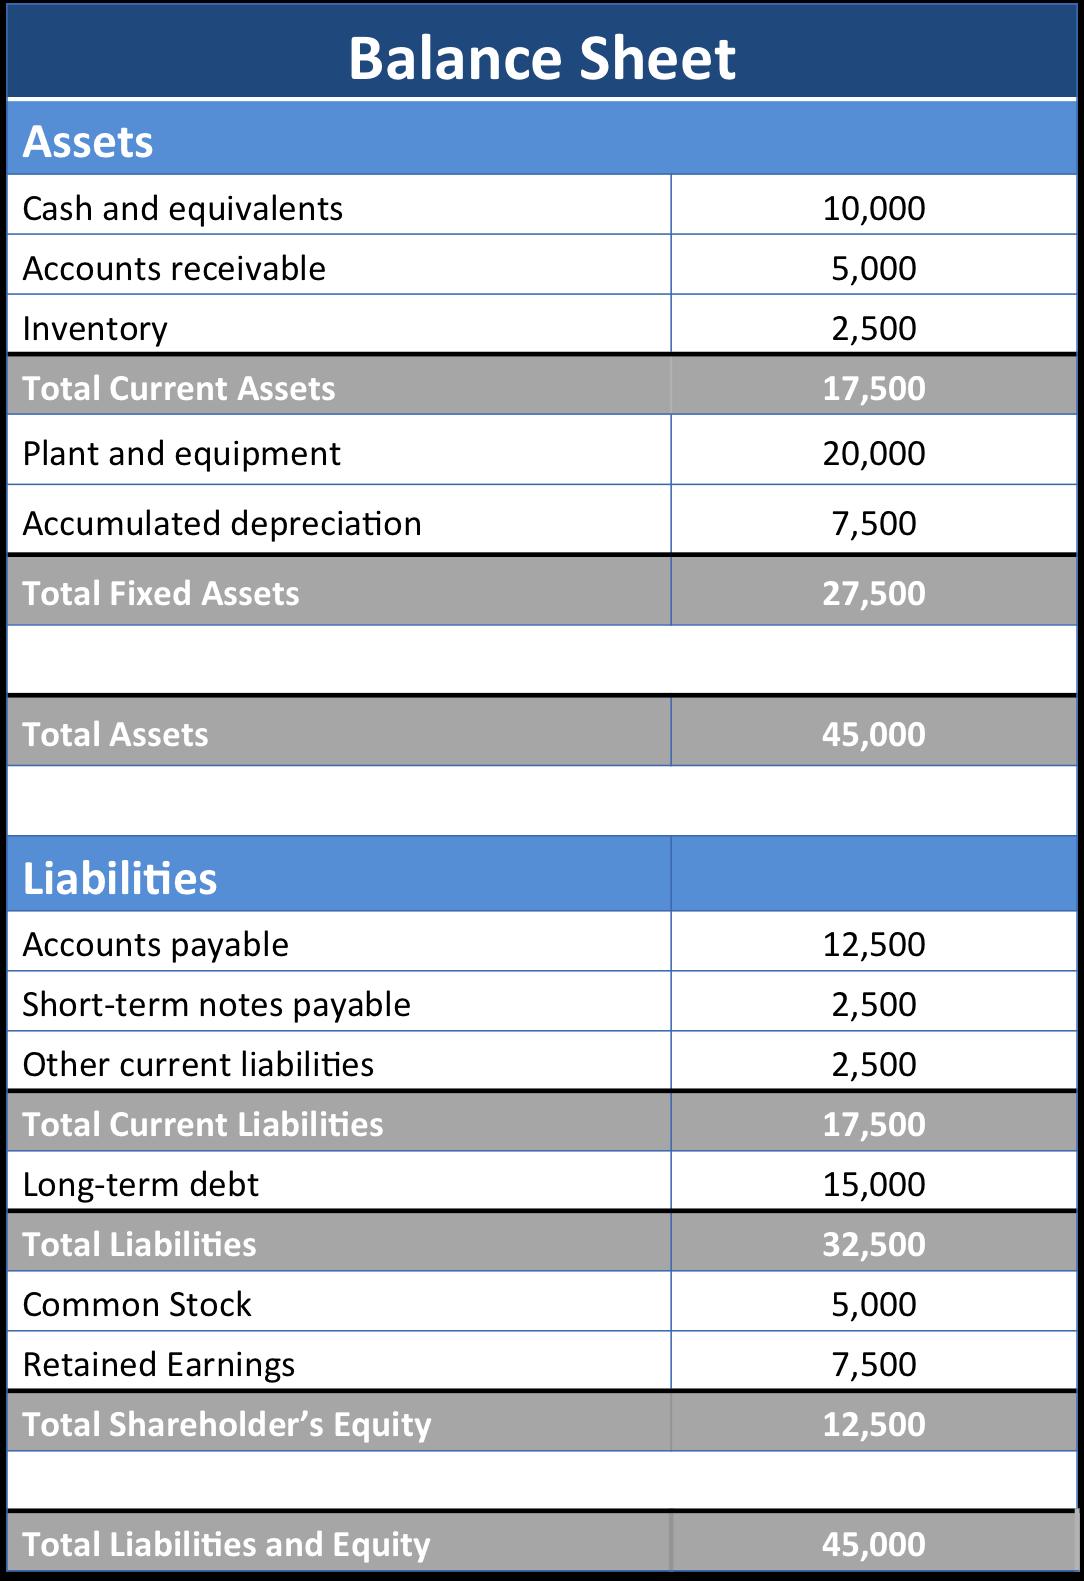 Balance Sheet
Assets
Cash and equivalents 10,000
Accounts receivable 5,000
Inventory 2,500
Total Current Assets 17,500
Plant and equipment 20,000
Accumulated depreciation 7,500
Total Fixed Assets 27,500
Total Assets 45,000
Liabilities
Accounts payable 12,500
Short-term notes payable 2,500
Other current liabilities 2,500
Total Current Liabilities 17,500
Long-term debt 15,000
Total Liabilities 32,500
Common Stock 5,000
Retained Earnings 7,500
Total Shareholder’s Equity 12,500
Total Liabilities and Equity 45,000